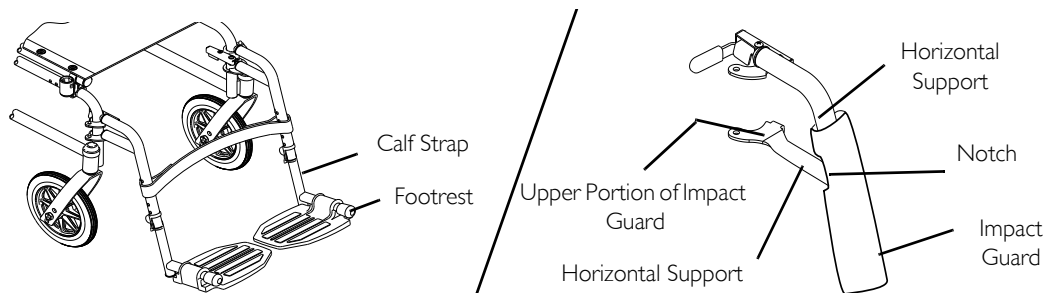 Calf Strap
Footrest
Horizontal
Support
Notch
Upper Portion of Impact
Guard
Impact
Guard
Horizontal Support